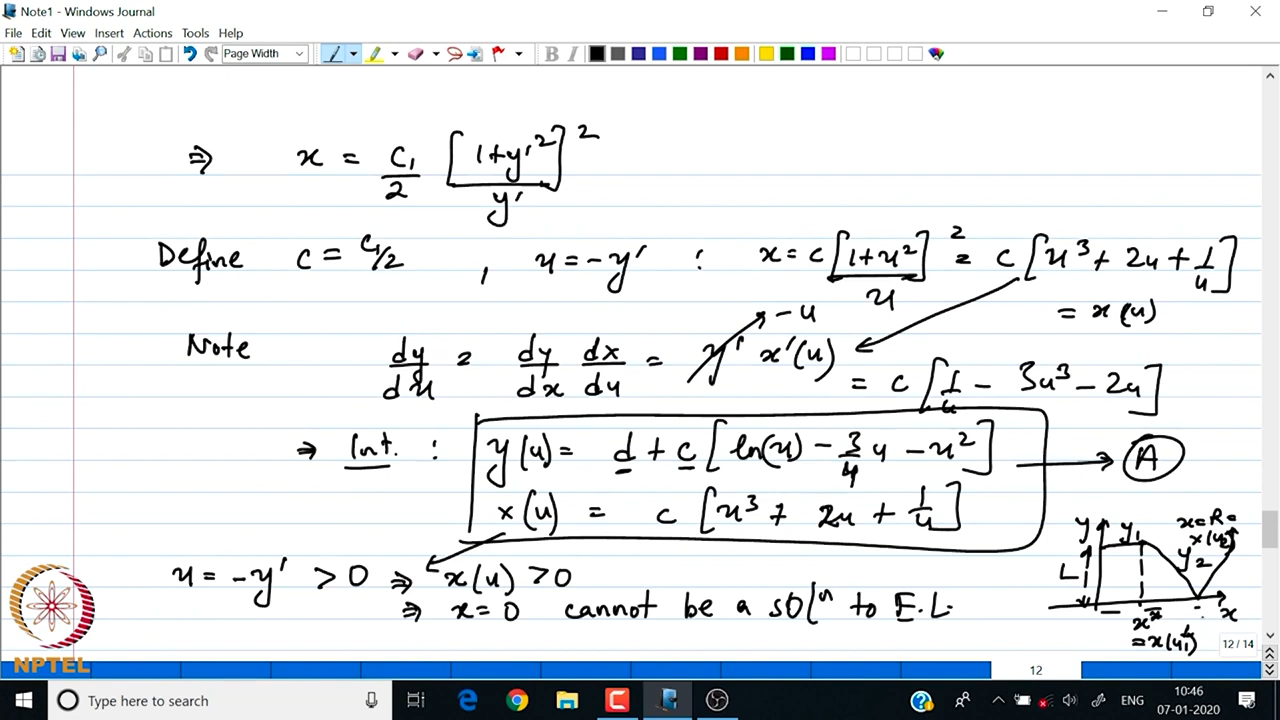 Note1 - Windows Journal
File Edit View Insert Actions Tools Help
Page Width
B I
⇒ x = C₁/2 [1+y'²]²/y'
Define c = C₁/2 , u = -y' : x = c[1+u²]²/u = c[u³ + 2u + 1/u]
= x(u)
Note dy/du = dy/dx dx/du = y' x'(u)
-u
= c[1/u - 3u³ - 2u]
⇒ Int. : y(u) = d + c[ln(u) - 3/4 u - u²] → A
x(u) = c[u³ + 2u + 1/u]
u = -y' > 0 ⇒ x(u) > 0
⇒ x=0 cannot be a solⁿ to E.L.
y y₁ x=R=
x(u₂)
L y₂
x
x*
= x(u₁)
NPTEL
12 / 14
12
Type here to search
ENG
10:46
07-01-2020